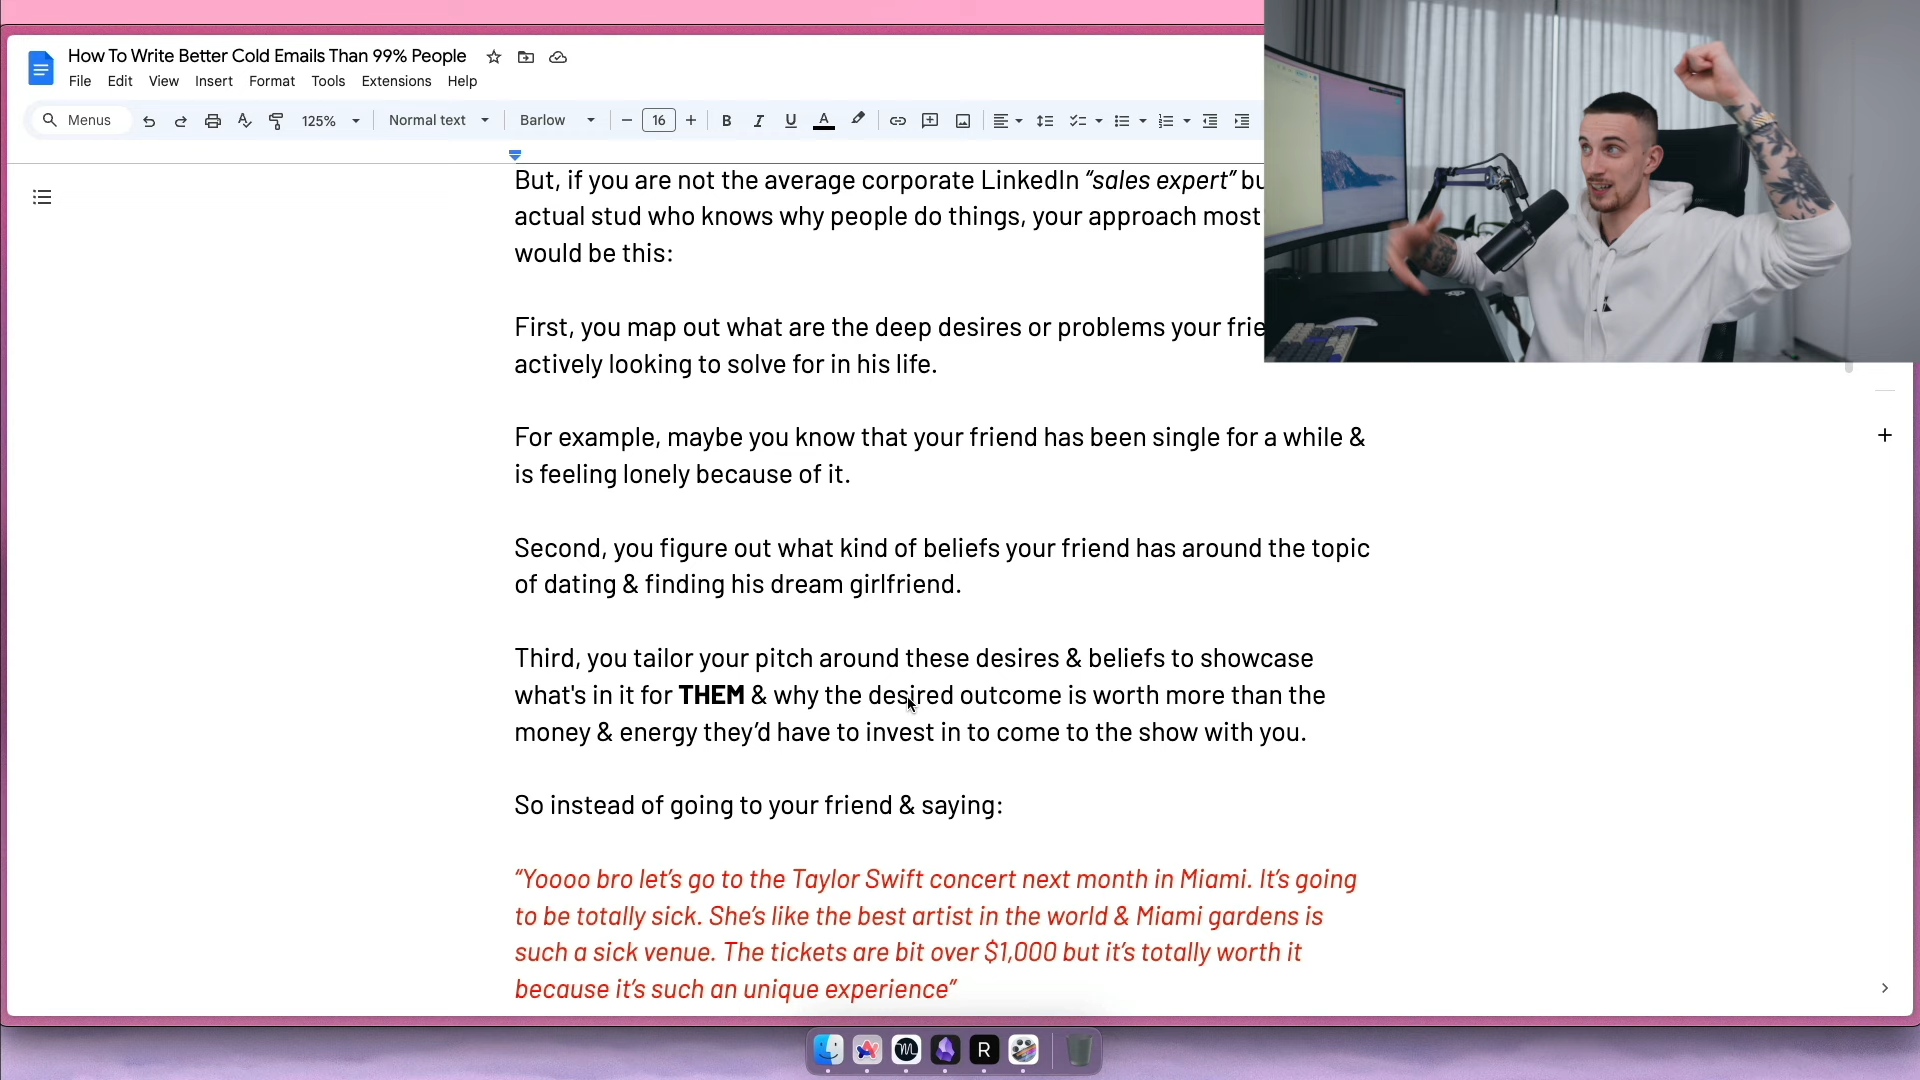 How To Write Better Cold Emails Than 99% People
File Edit View Insert Format Tools Extensions Help
Menus 125% Normal text Barlow 16 B I U A
But, if you are not the average corporate LinkedIn “sales expert”
actual stud who knows why people do things, your approach most
would be this:
First, you map out what are the deep desires or problems your
actively looking to solve for in his life.
For example, maybe you know that your friend has been single for a while &
is feeling lonely because of it.
Second, you figure out what kind of beliefs your friend has around the topic
of dating & finding his dream girlfriend.
Third, you tailor your pitch around these desires & beliefs to showcase
what's in it for THEM & why the desired outcome is worth more than the
money & energy they’d have to invest in to come to the show with you.
So instead of going to your friend & saying:
“Yoooo bro let’s go to the Taylor Swift concert next month in Miami. It’s going
to be totally sick. She’s like the best artist in the world & Miami gardens is
such a sick venue. The tickets are bit over $1,000 but it’s totally worth it
because it’s such an unique experience”
R